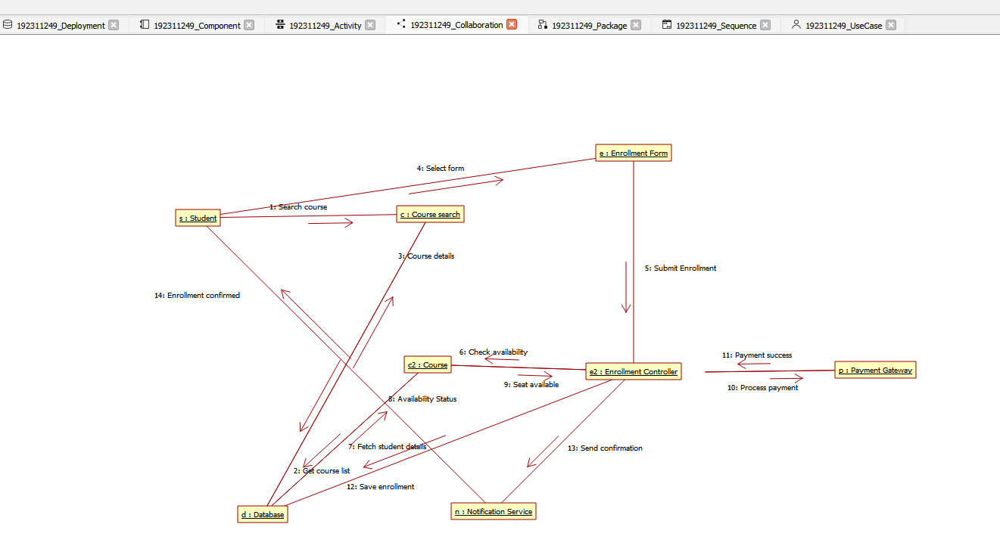 192311249_Deployment
192311249_Component
192311249_Activity
192311249_Collaboration
192311249_Package
192311249_Sequence
192311249_UseCase
e : Enrollment Form
4: Select form
1: Search course
s : Student
c : Course search
3: Course details
5: Submit Enrollment
14: Enrollment confirmed
6: Check availability
11: Payment success
c2 : Course
e2 : Enrollment Controller
p : Payment Gateway
9: Seat available
10: Process payment
8: Availability Status
7: Fetch student details
13: Send confirmation
2: Get course list
12: Save enrollment
d : Database
n : Notification Service